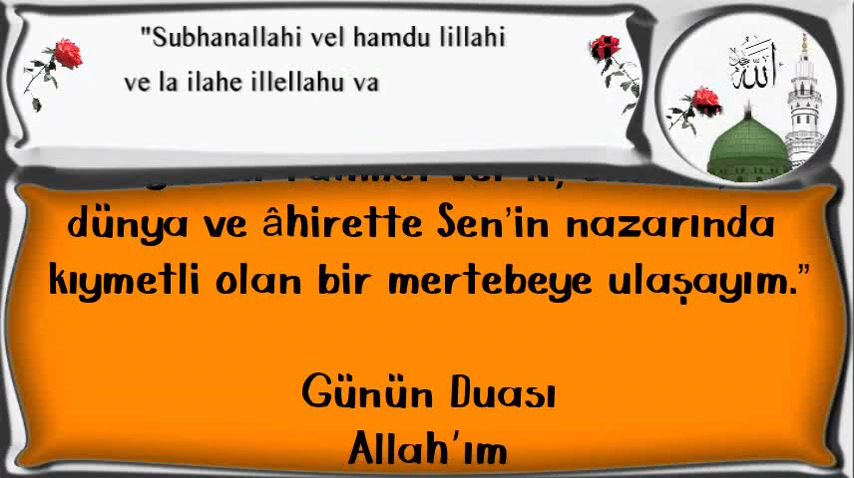 "Subhanallahi vel hamdu lillahi
ve la ilahe illellahu va
الله
dünya ve âhirette Sen’in nazarında
kıymetli olan bir mertebeye ulaşayım.”
Günün Duası
Allah’ım